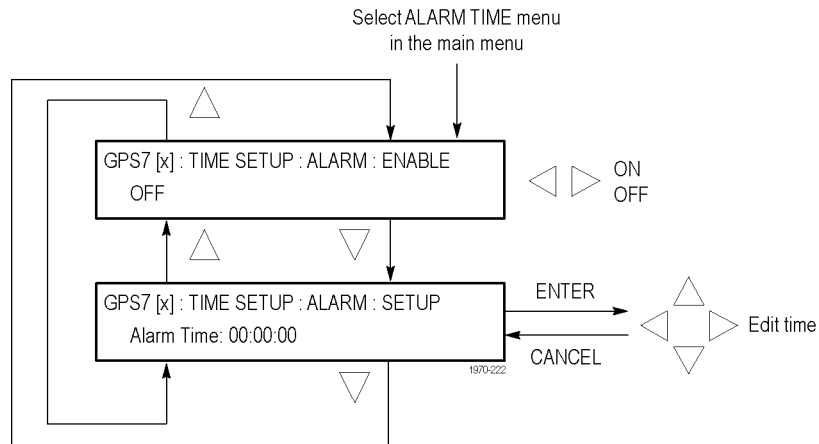 Select ALARM TIME menu
in the main menu
GPS7 [x] : TIME SETUP : ALARM : ENABLE
OFF
ON
OFF
GPS7 [x] : TIME SETUP : ALARM : SETUP
Alarm Time: 00:00:00
ENTER
CANCEL
Edit time
1970-222